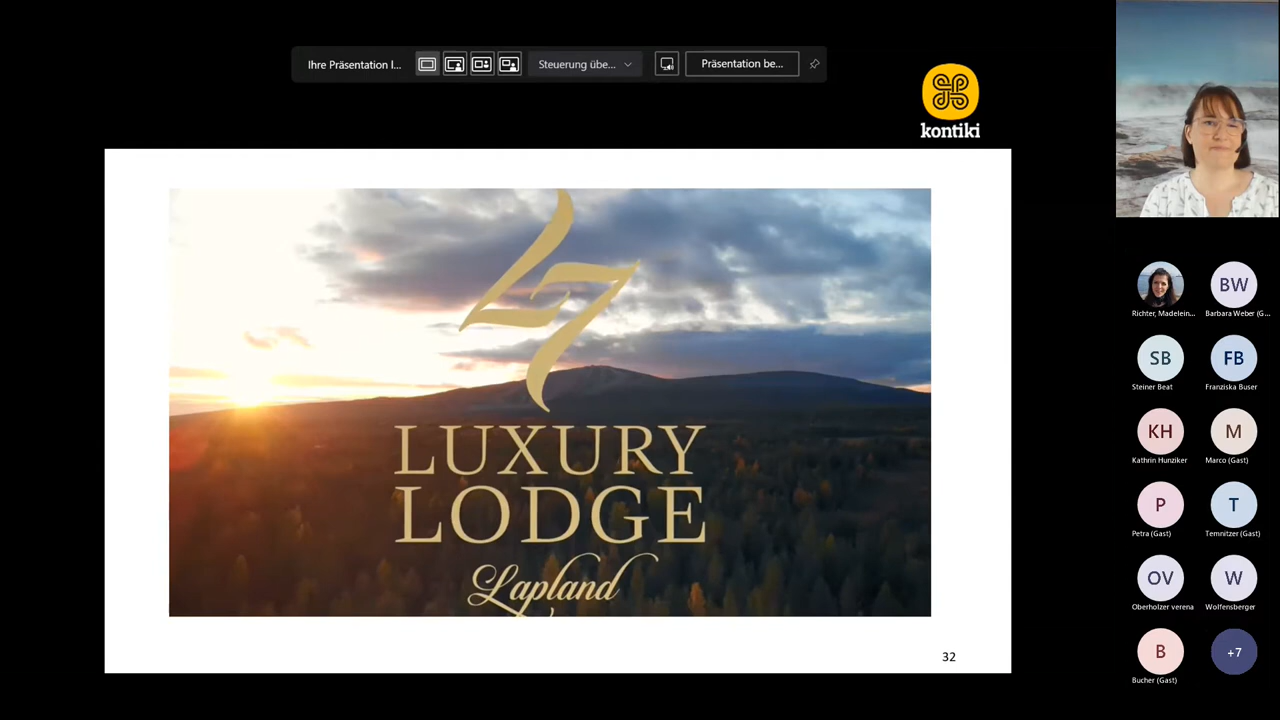 Ihre Präsentation l...
Steuerung übe...
Präsentation be...
kontiki
LUXURY
LODGE
Lapland
32
Richter, Madelein...
BW
Barbara Weber (G...
SB
Steiner Beat
FB
Franziska Buser
KH
Kathrin Hunziker
M
Marco (Gast)
P
Petra (Gast)
T
Temnitzer (Gast)
OV
Oberholzer verena
W
Wolfensberger
B
Bucher (Gast)
+7